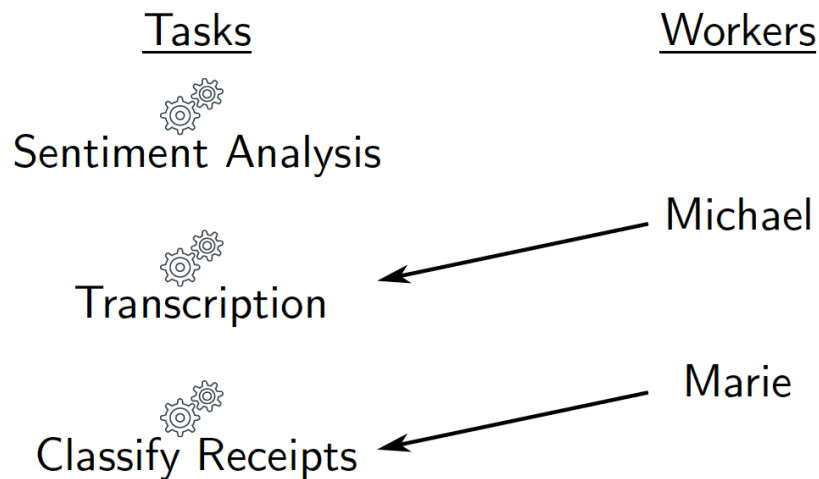 Tasks
Workers
Sentiment Analysis
Michael
Transcription
Marie
Classify Receipts